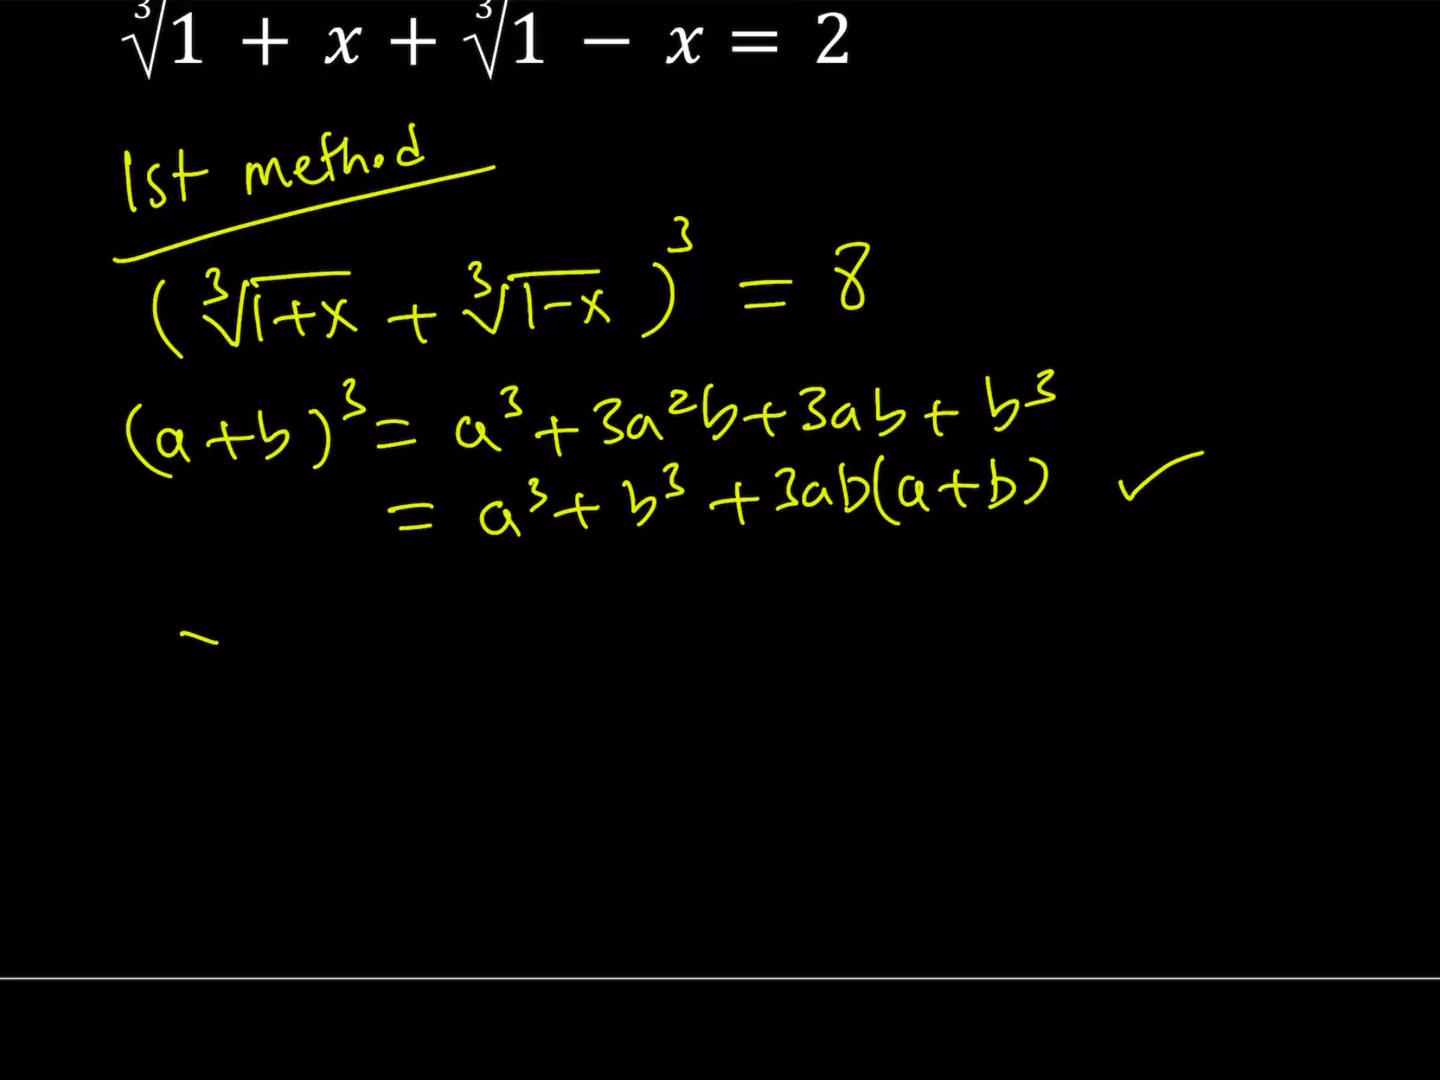 ∛1 + x + ∛1 − x = 2
1st method
(∛(1+x) + ∛(1-x))³ = 8
(a+b)³ = a³ + 3a²b + 3ab + b³
= a³ + b³ + 3ab(a+b) ✓